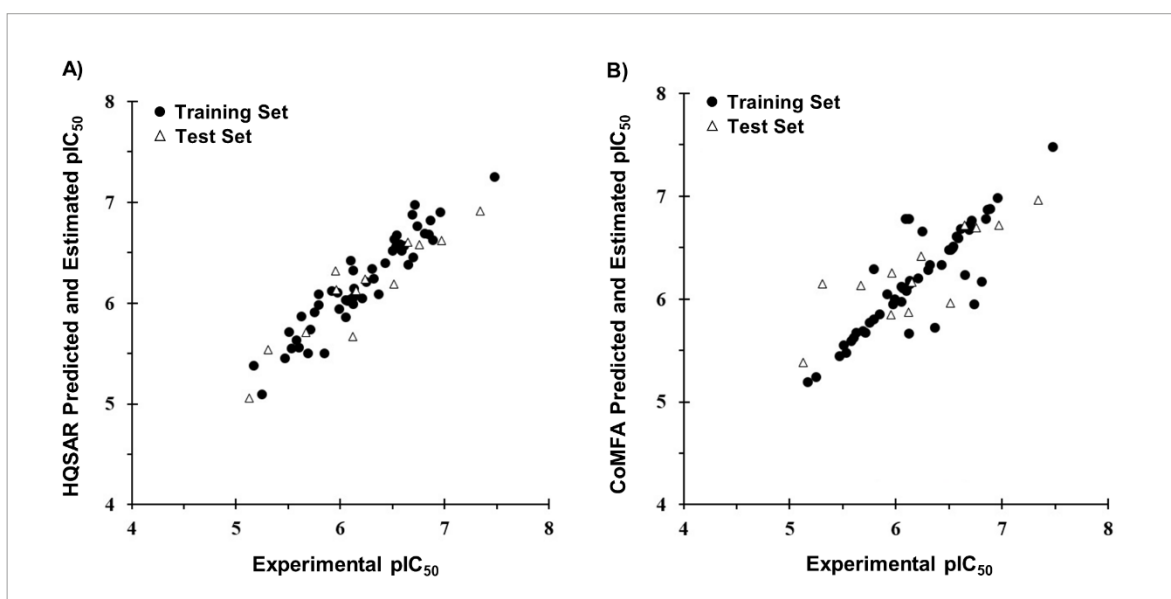 A)
HQSAR Predicted and Estimated pIC50
8
7
6
5
4
● Training Set
△ Test Set
4 5 6 7 8
Experimental pIC50
B)
CoMFA Predicted and Estimated pIC50
8
7
6
5
4
● Training Set
△ Test Set
4 5 6 7 8
Experimental pIC50